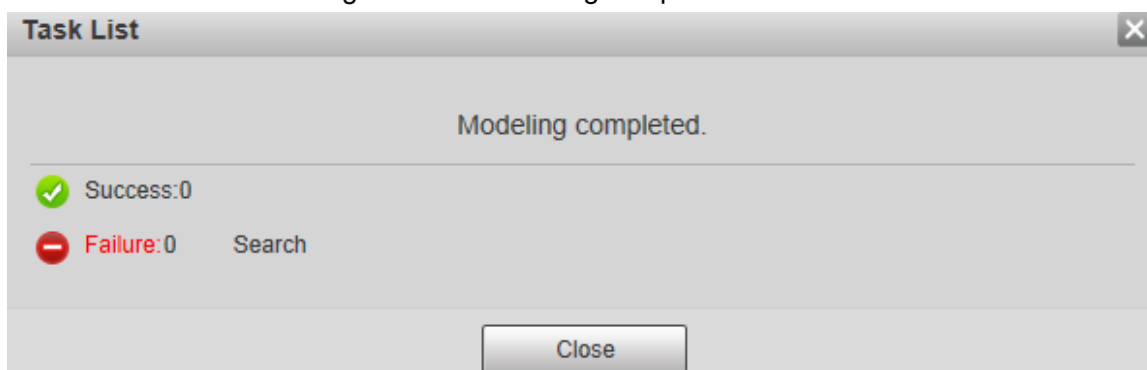 Task List
Modeling completed.
Success:0
Failure:0 Search
Close